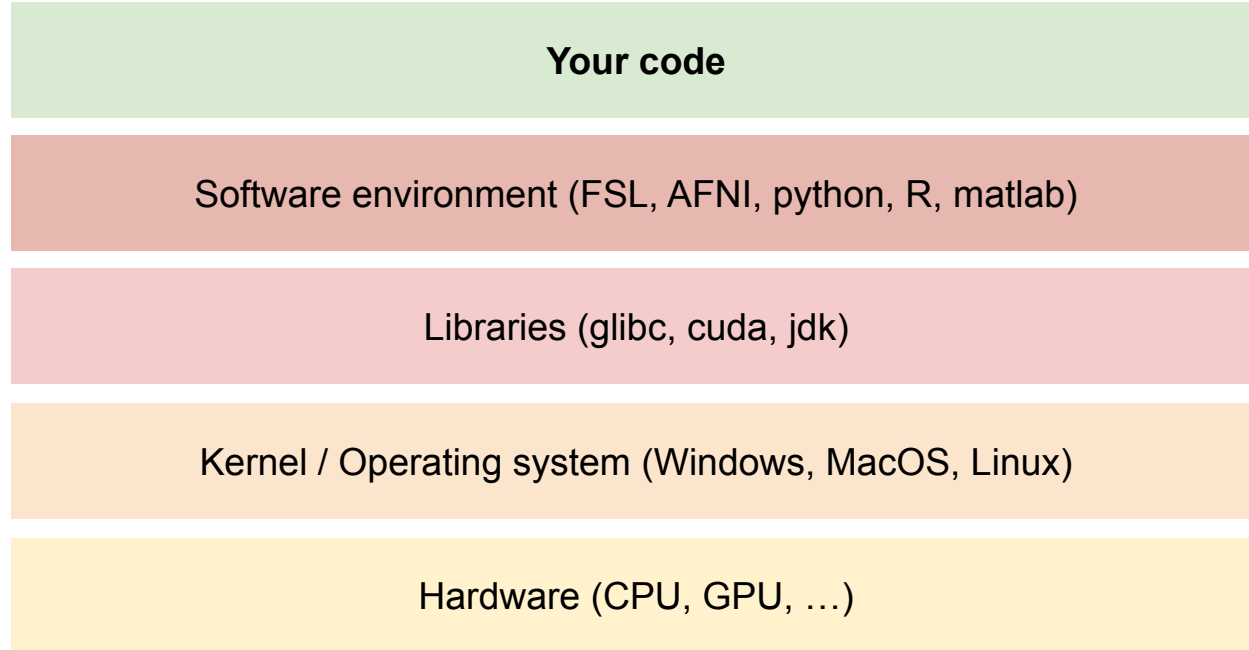 Your code
Software environment (FSL, AFNI, python, R, matlab)
Libraries (glibc, cuda, jdk)
Kernel / Operating system (Windows, MacOS, Linux)
Hardware (CPU, GPU, …)